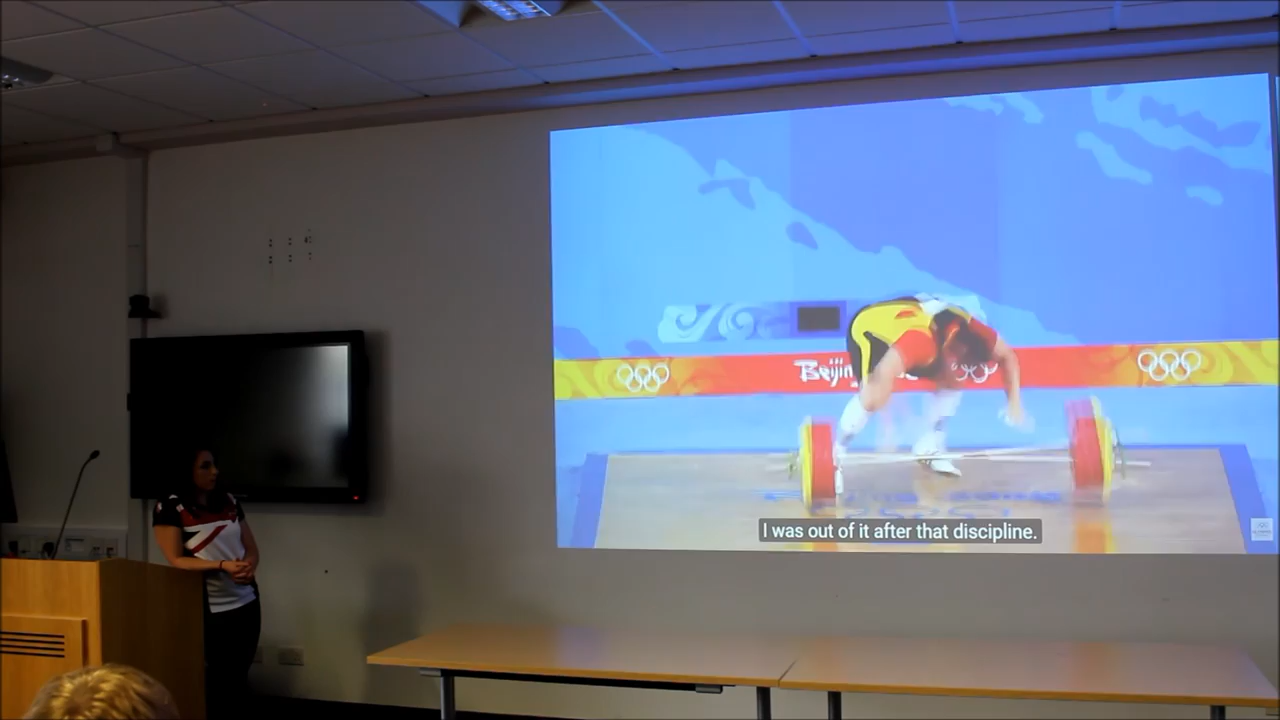 Beijing
I was out of it after that discipline.